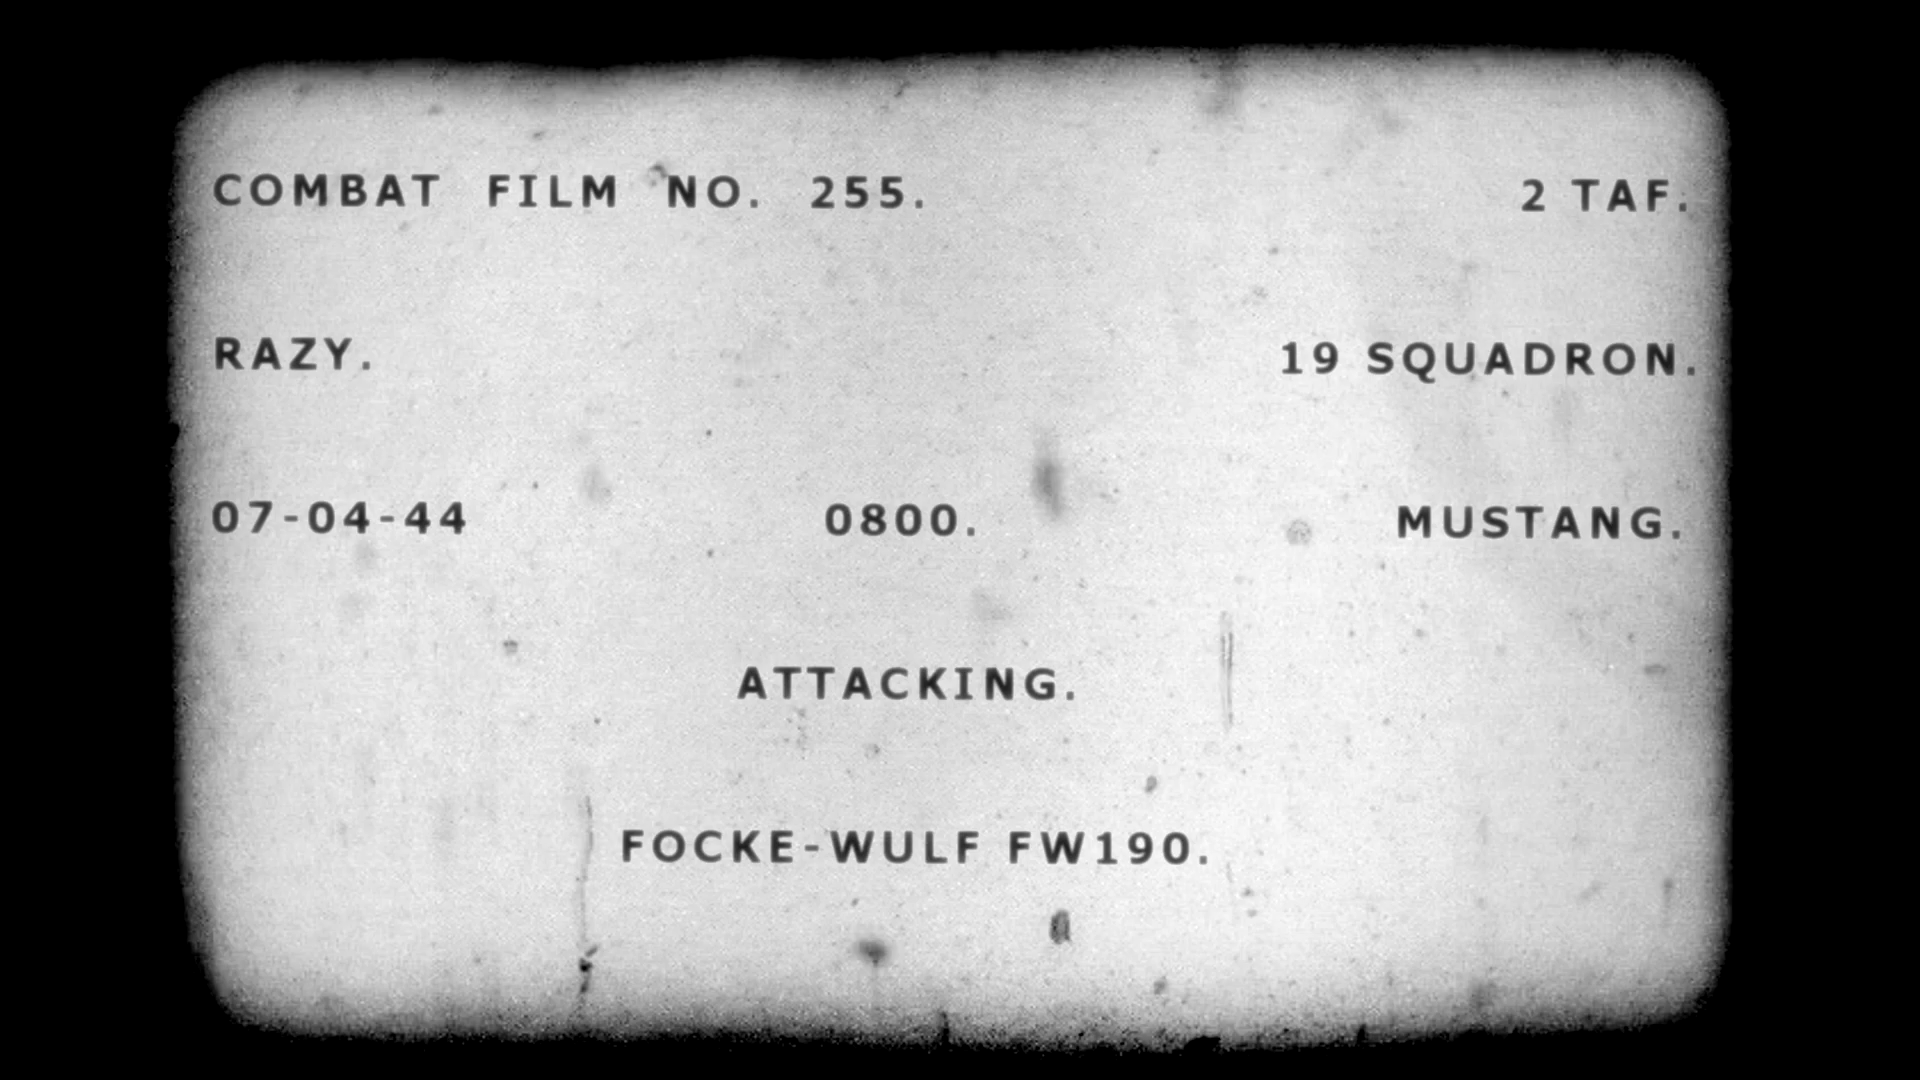 COMBAT FILM NO. 255. 2 TAF.
RAZY. 19 SQUADRON.
07-04-44 0800. MUSTANG.
ATTACKING.
FOCKE-WULF FW190.